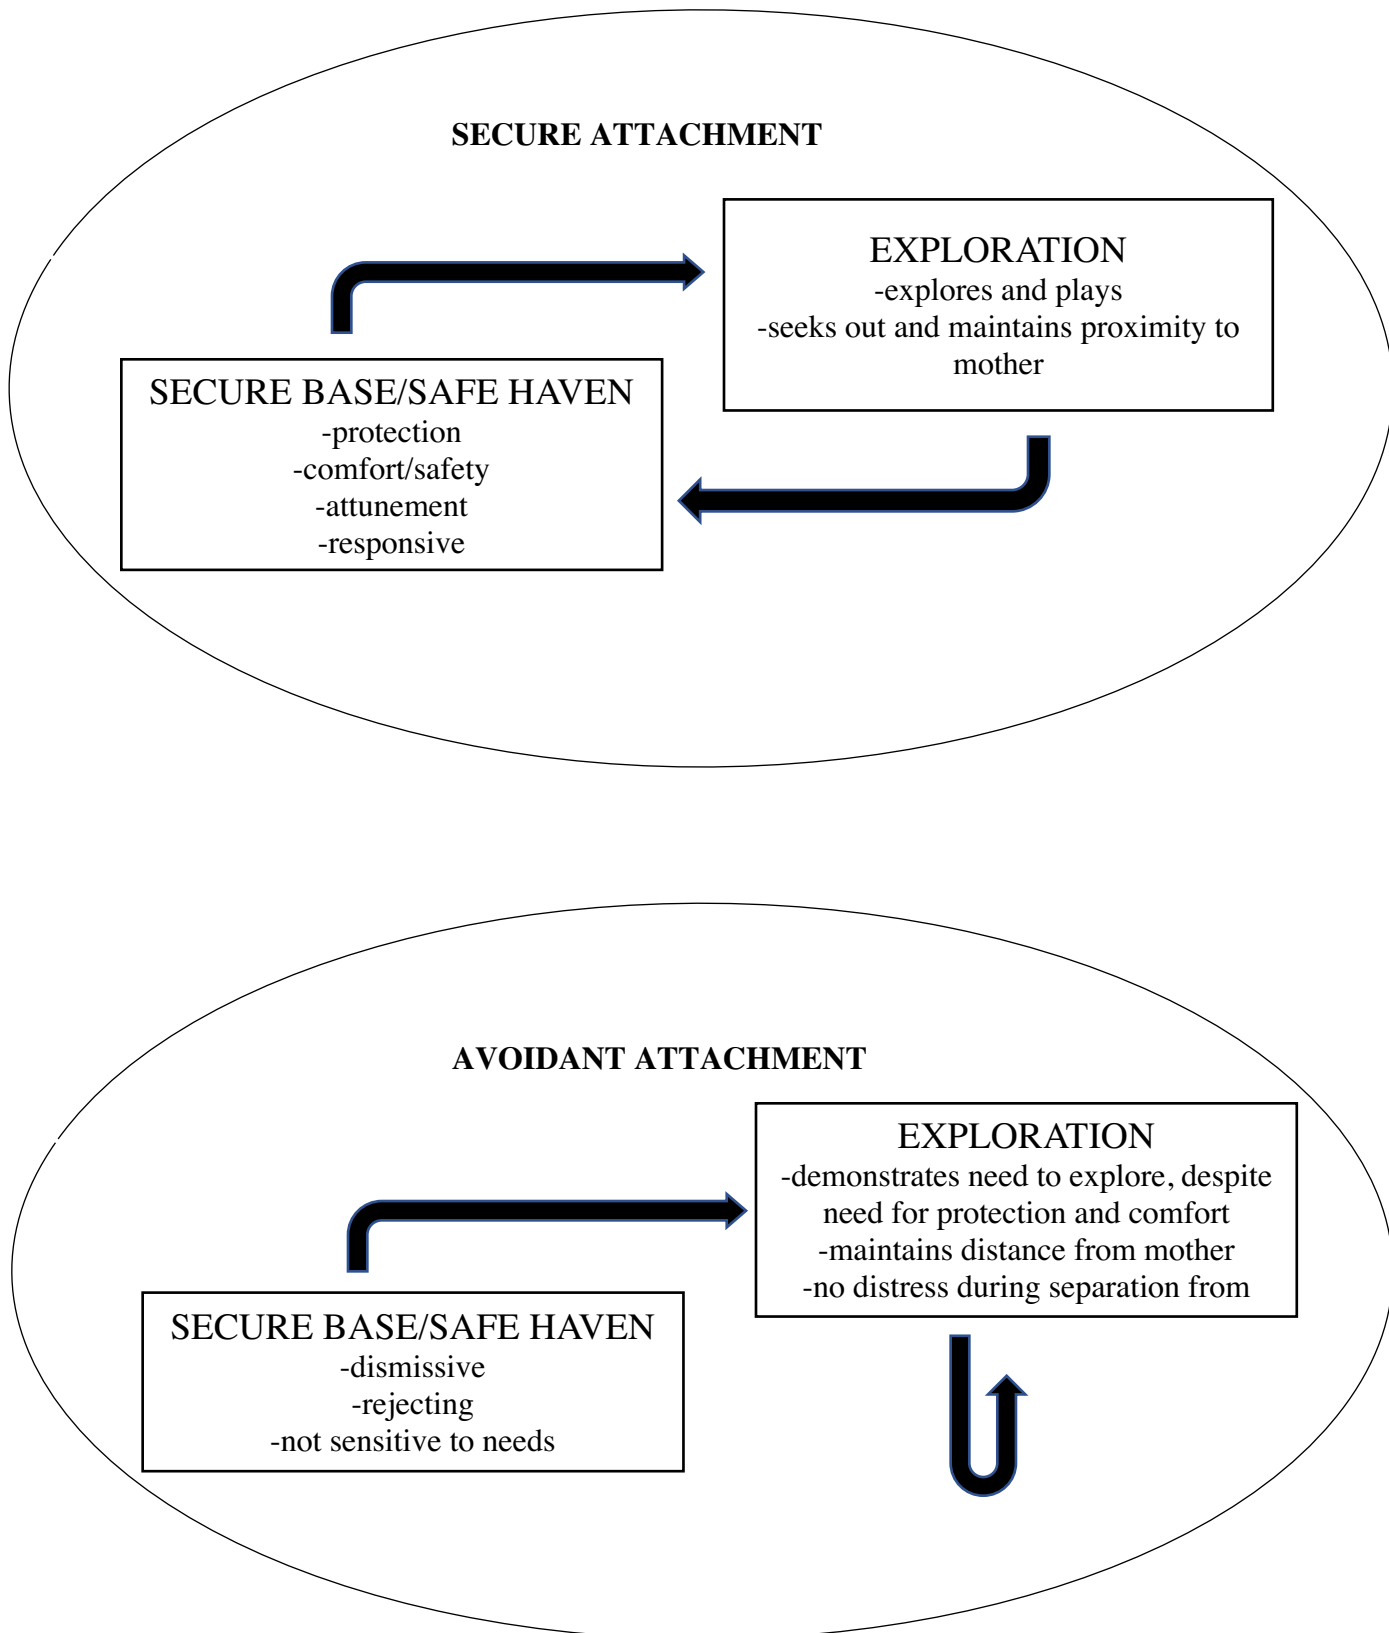 SECURE ATTACHMENT
EXPLORATION
-explores and plays
-seeks out and maintains proximity to
mother
SECURE BASE/SAFE HAVEN
-protection
-comfort/safety
-attunement
-responsive
AVOIDANT ATTACHMENT
EXPLORATION
-demonstrates need to explore, despite
need for protection and comfort
-maintains distance from mother
-no distress during separation from
SECURE BASE/SAFE HAVEN
-dismissive
-rejecting
-not sensitive to needs